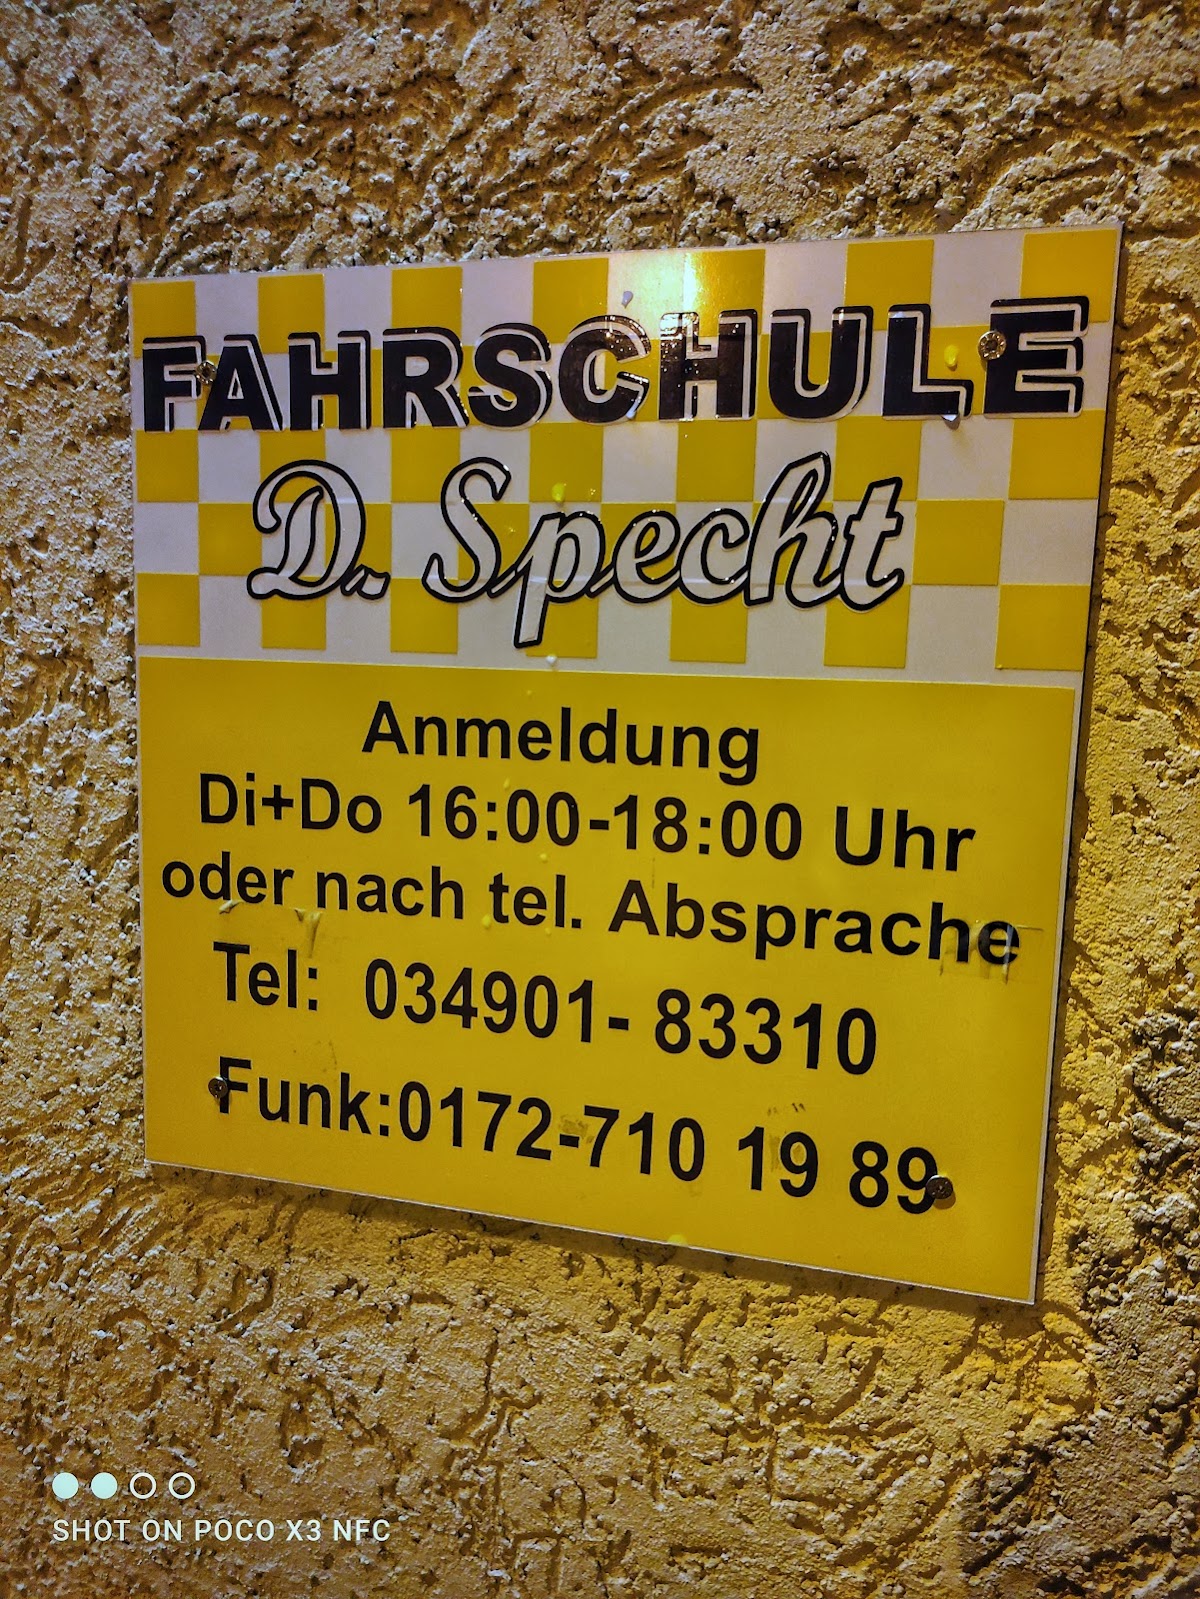 FAHRSCHULE
D. Specht
Anmeldung
Di+Do 16:00-18:00 Uhr
oder nach tel. Absprache
Tel: 034901- 83310
Funk:0172-710 19 89
SHOT ON POCO X3 NFC